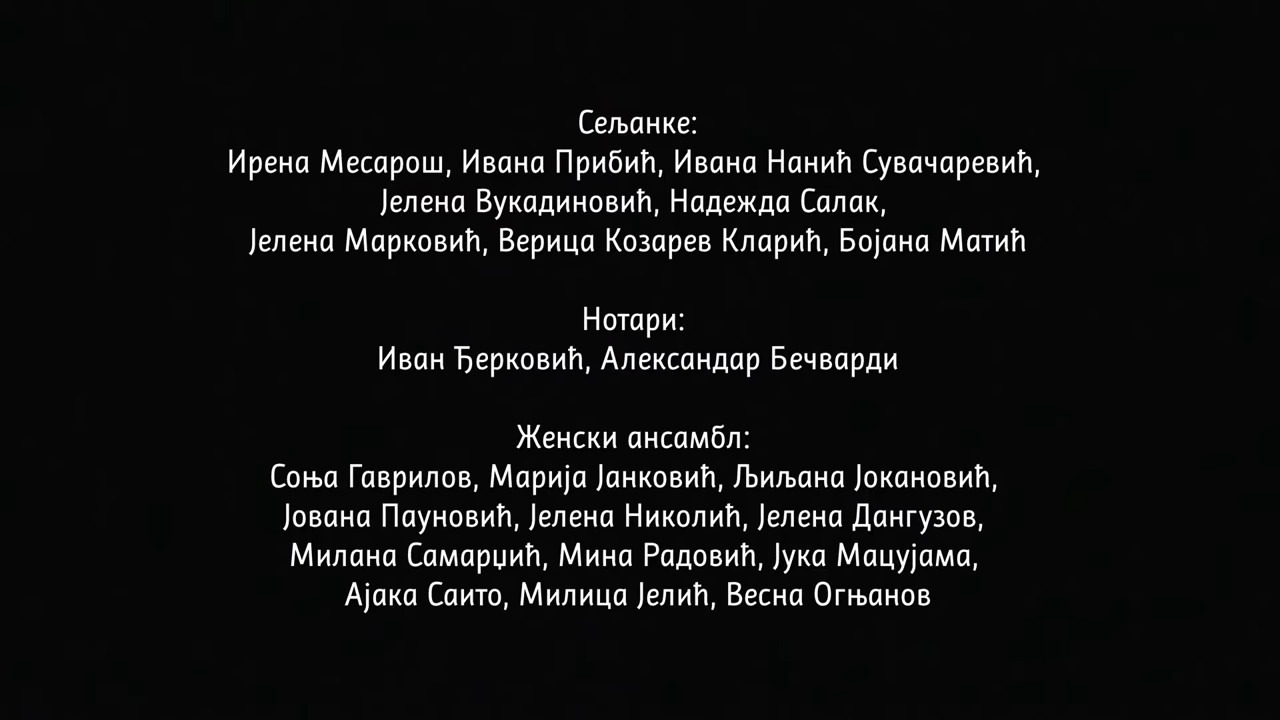 Сељанке:
Ирена Месарош, Ивана Прибић, Ивана Нанић Сувачаревић,
Јелена Вукадиновић, Надежда Салак,
Јелена Марковић, Верица Козарев Кларић, Бојана Матић
Нотари:
Иван Ђерковић, Александар Бечварди
Женски ансамбл:
Соња Гаврилов, Марија Јанковић, Љиљана Јокановић,
Јована Пауновић, Јелена Николић, Јелена Дангузов,
Милана Самарџић, Мина Радовић, Јука Мацујама,
Ајака Саито, Милица Јелић, Весна Огњанов